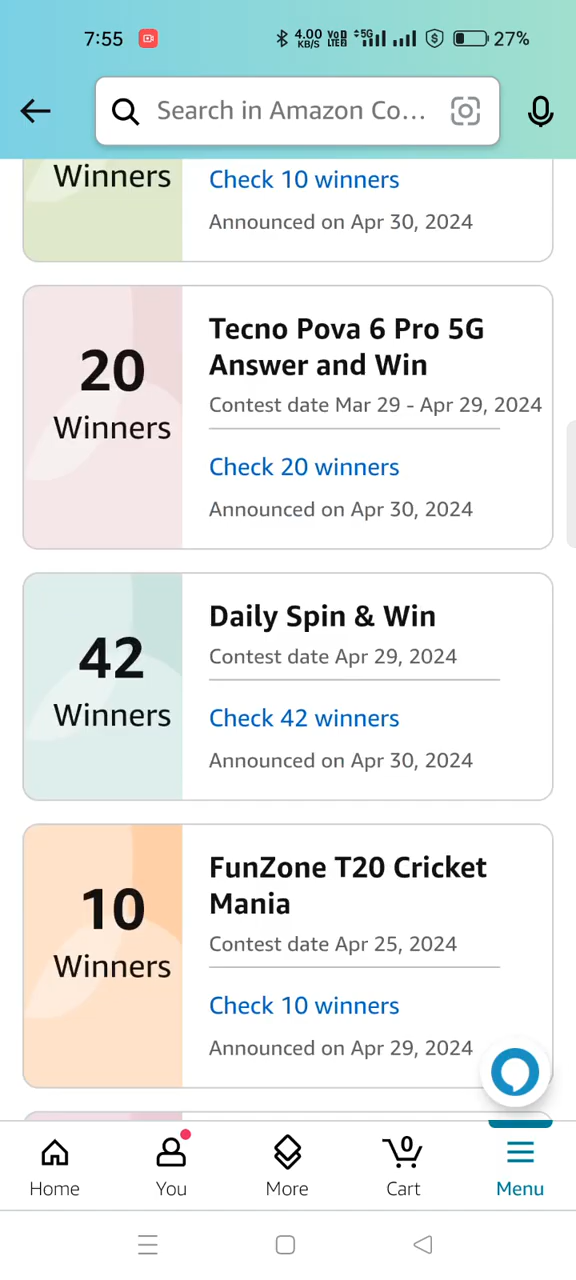 7:55 4.00 KB/S VoD LTE 5G 27%
Search in Amazon Co...
Winners
Check 10 winners
Announced on Apr 30, 2024
20
Winners
Tecno Pova 6 Pro 5G
Answer and Win
Contest date Mar 29 - Apr 29, 2024
Check 20 winners
Announced on Apr 30, 2024
42
Winners
Daily Spin & Win
Contest date Apr 29, 2024
Check 42 winners
Announced on Apr 30, 2024
10
Winners
FunZone T20 Cricket
Mania
Contest date Apr 25, 2024
Check 10 winners
Announced on Apr 29, 2024
0
Home You More Cart Menu